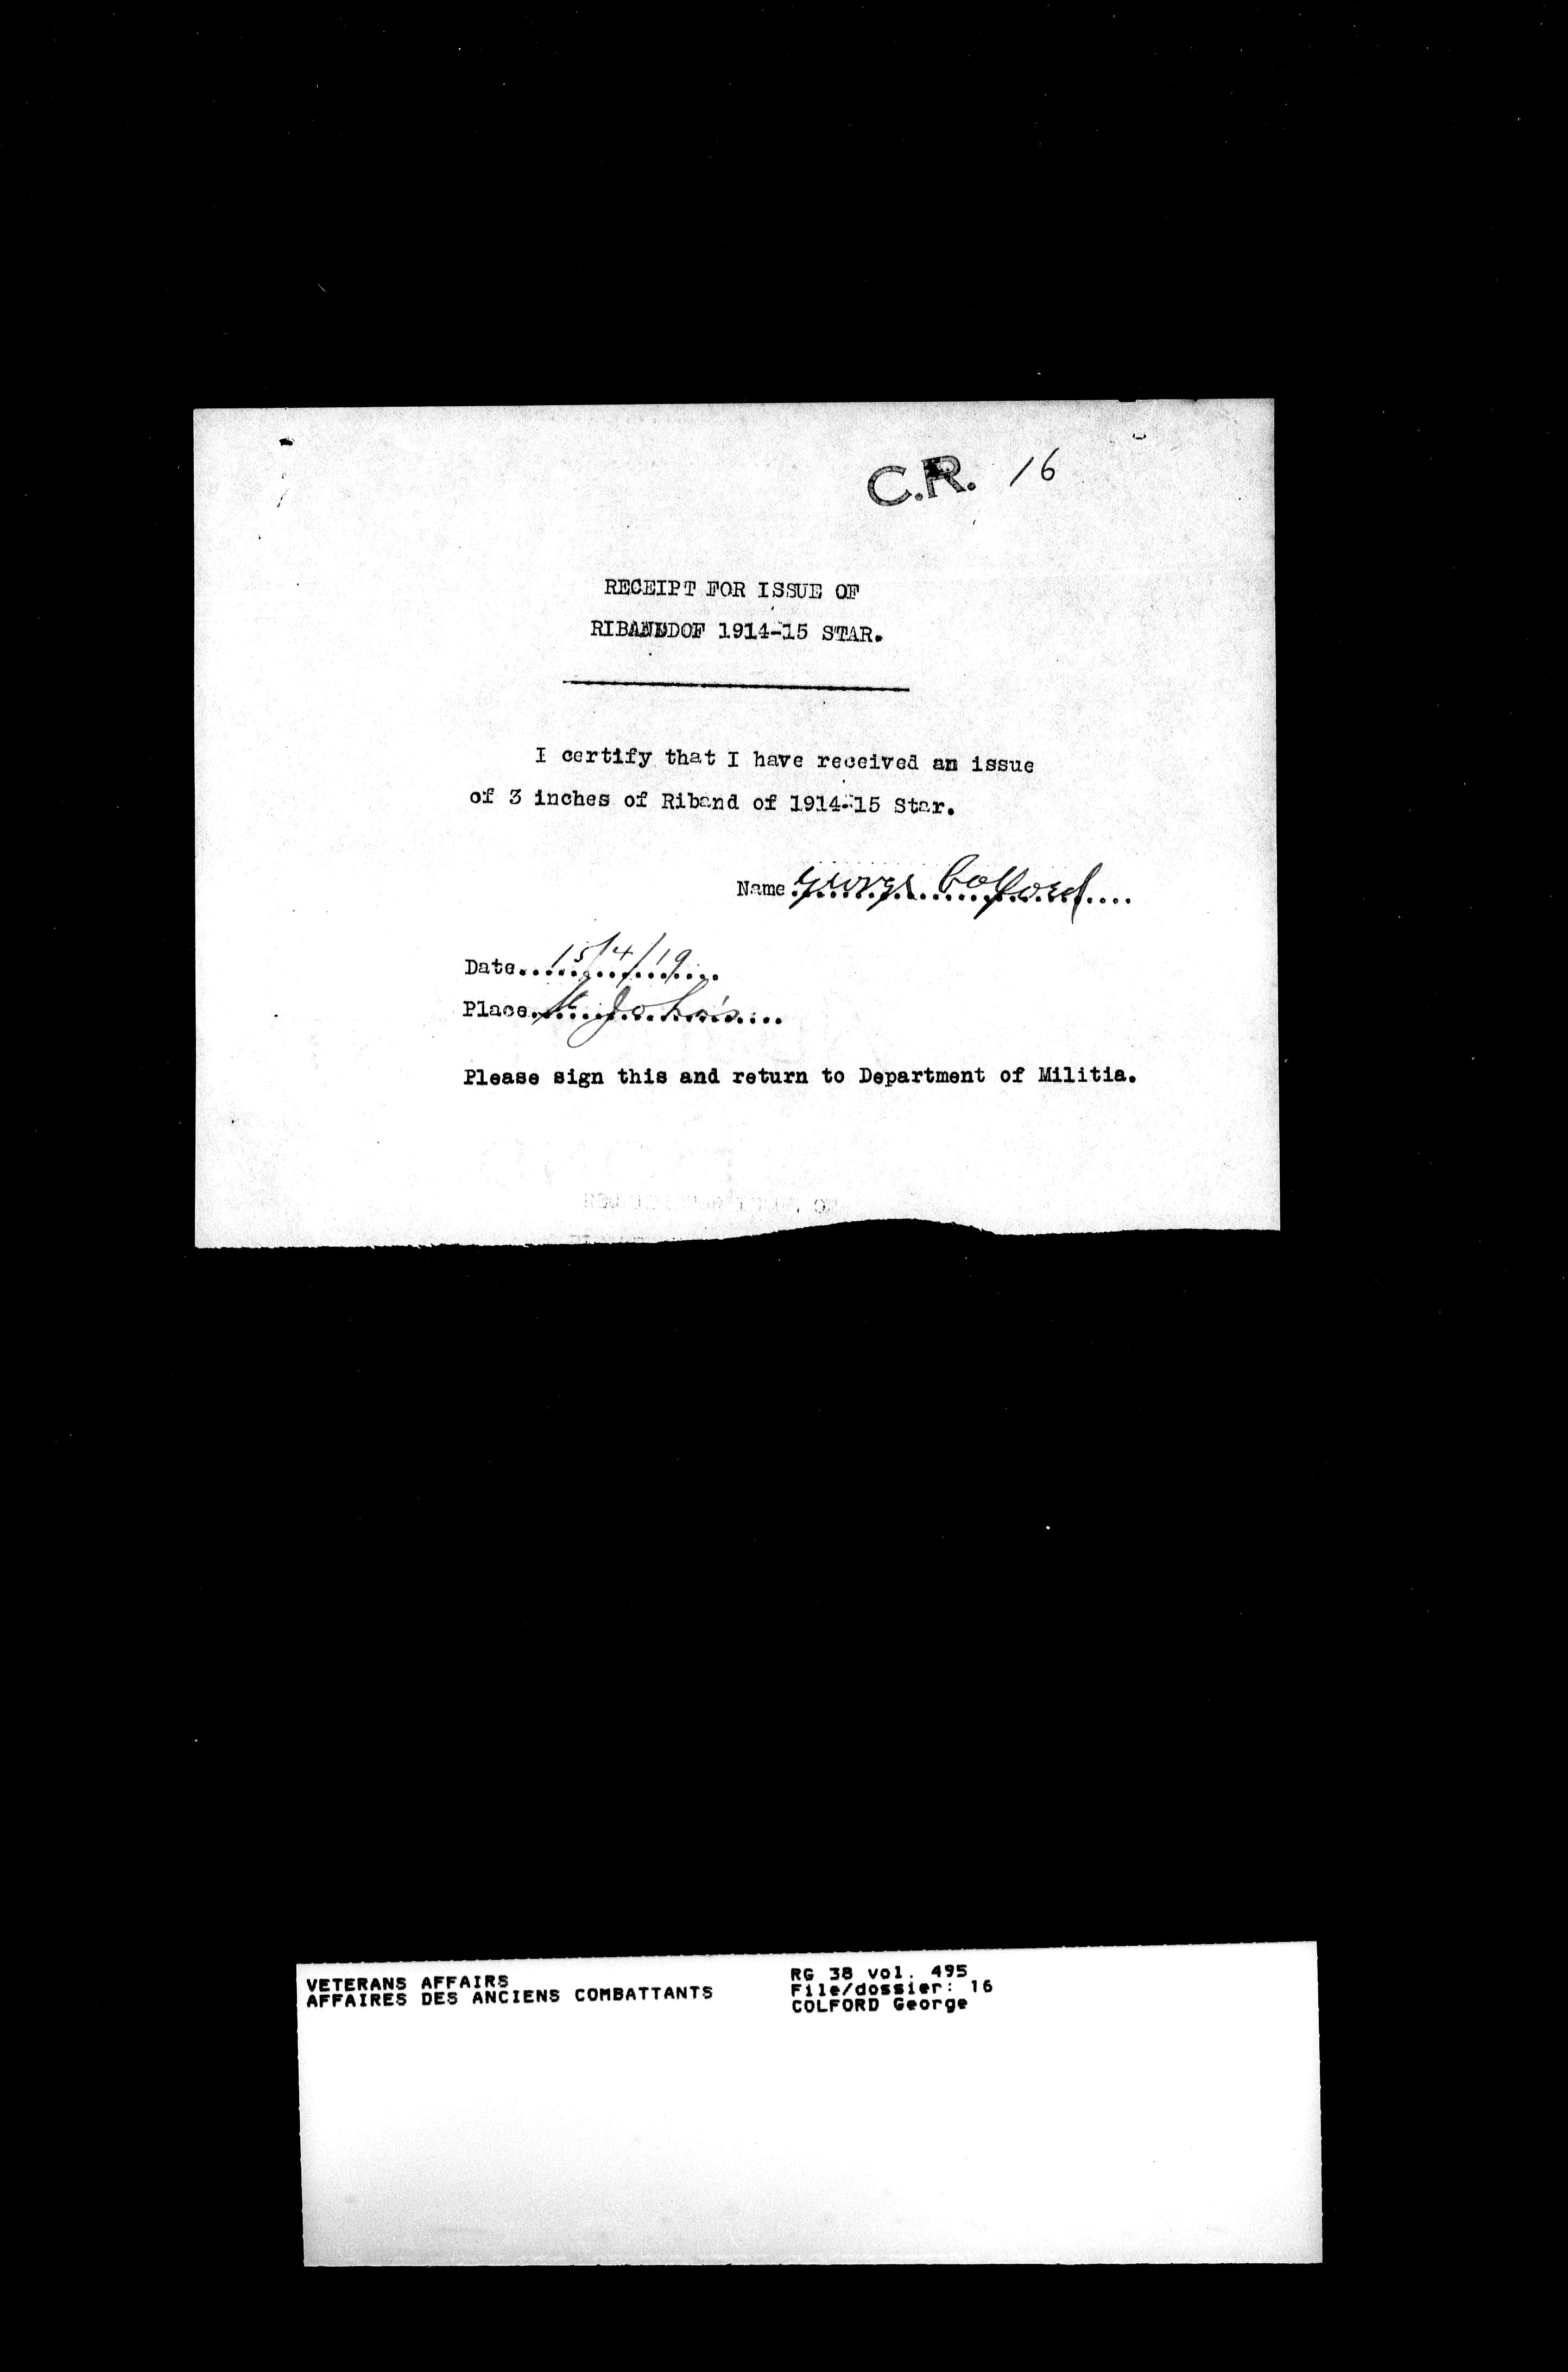 C.R. 16
RECEIPT FOR ISSUE OF
RIBANDDOF 1914-15 STAR.
I certify that I have received an issue
of 3 inches of Riband of 1914-15 Star.
Name George Colford
Date 15/4/19
Place St John's
Please sign this and return to Department of Militia.
VETERANS AFFAIRS
AFFAIRES DES ANCIENS COMBATTANTS
RG 38 vol. 495
File/dossier: 16
COLFORD George